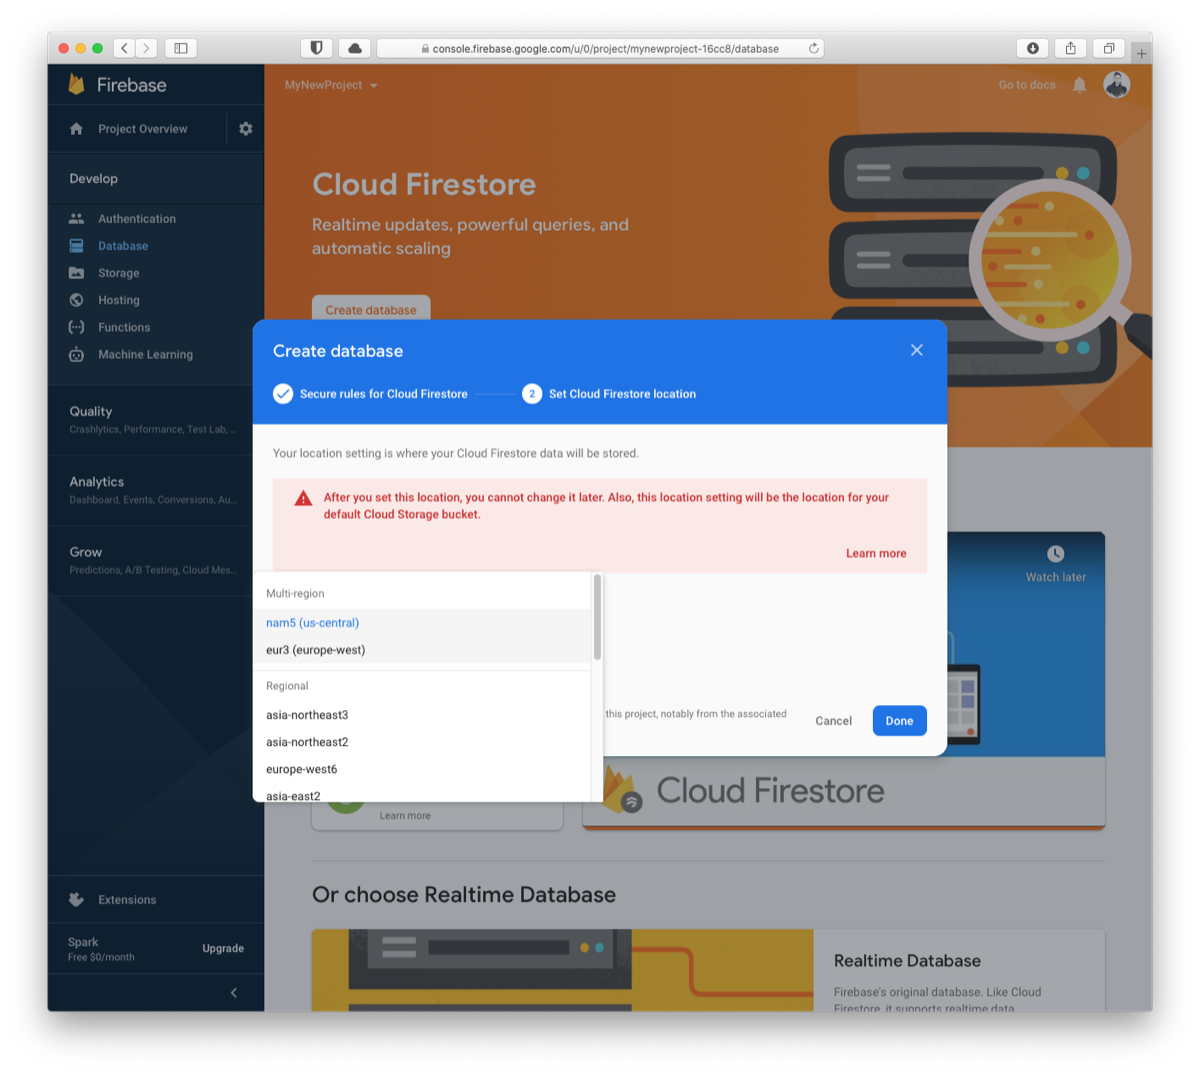 console.firebase.google.com/u/0/project/mynewproject-16cc8/database
Firebase
MyNewProject
Go to docs
Project Overview
Develop
Authentication
Database
Storage
Hosting
Functions
Machine Learning
Quality
Crashlytics, Performance, Test Lab, ...
Analytics
Dashboard, Events, Conversions, Au...
Grow
Predictions, A/B Testing, Cloud Mes...
Extensions
Spark
Free $0/month
Upgrade
Cloud Firestore
Realtime updates, powerful queries, and
automatic scaling
Create database
Create database
Secure rules for Cloud Firestore
2 Set Cloud Firestore location
Your location setting is where your Cloud Firestore data will be stored.
After you set this location, you cannot change it later. Also, this location setting will be the location for your
default Cloud Storage bucket.
Learn more
Multi-region
nam5 (us-central)
eur3 (europe-west)
Regional
asia-northeast3
asia-northeast2
europe-west6
asia-east2
this project, notably from the associated
Cancel
Done
Watch later
Learn more
Cloud Firestore
Or choose Realtime Database
Realtime Database
Firebase's original database. Like Cloud
Firestore, it supports realtime data